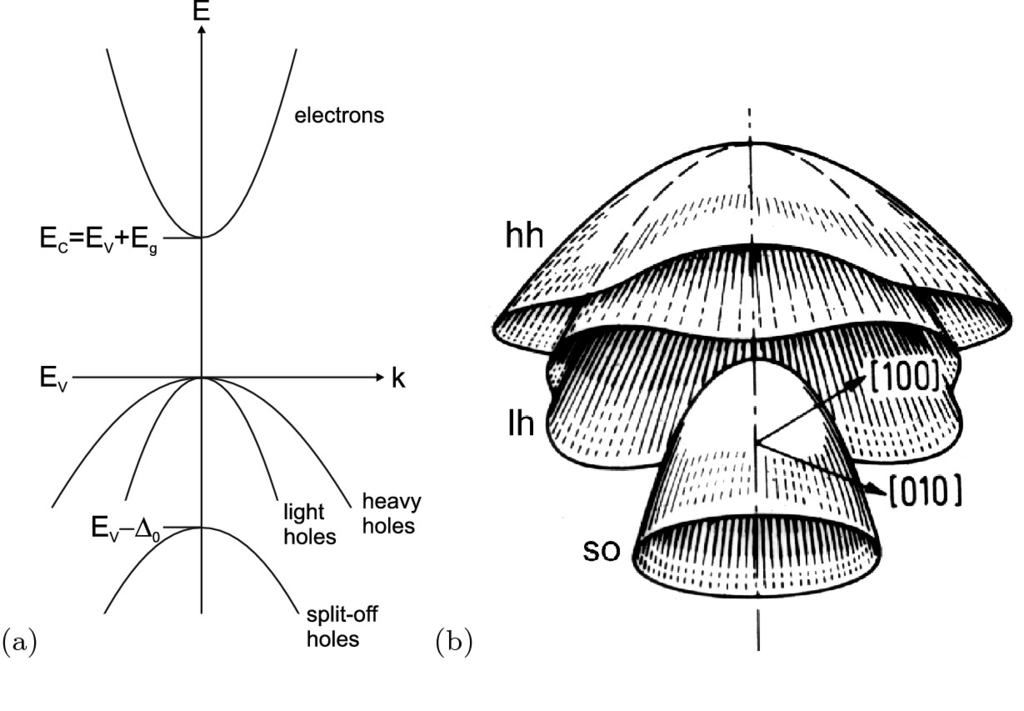 E
electrons
E_C=E_V+E_g
E_V
k
light
holes
heavy
holes
E_V–Δ_0
split-off
holes
(a)
hh
lh
so
[100]
[010]
(b)